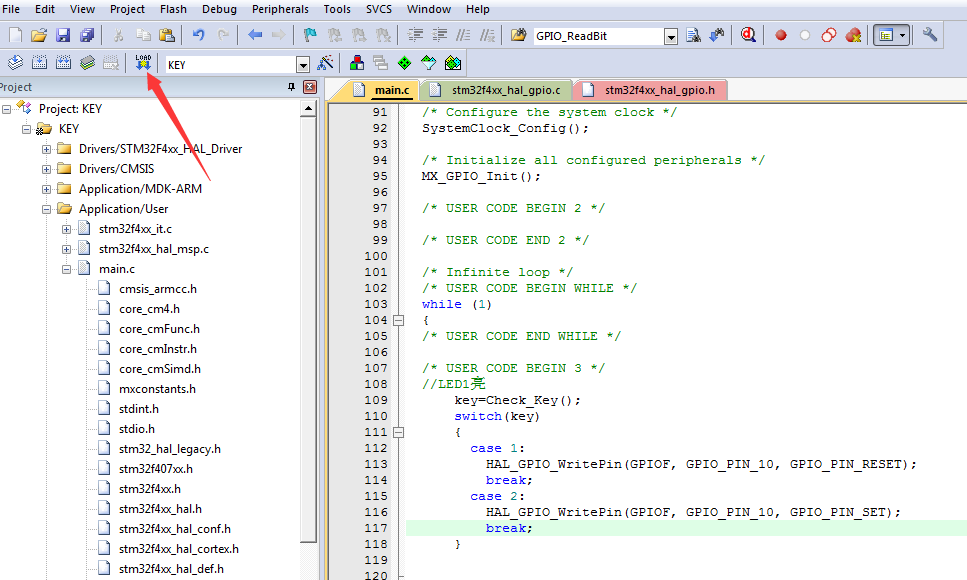 File Edit View Project Flash Debug Peripherals Tools SVCS Window Help
GPIO_ReadBit
LOAD
KEY
Project
main.c stm32f4xx_hal_gpio.c stm32f4xx_hal_gpio.h
Project: KEY
KEY
Drivers/STM32F4xx_HAL_Driver
Drivers/CMSIS
Application/MDK-ARM
Application/User
stm32f4xx_it.c
stm32f4xx_hal_msp.c
main.c
cmsis_armcc.h
core_cm4.h
core_cmFunc.h
core_cmInstr.h
core_cmSimd.h
mxconstants.h
stdint.h
stdio.h
stm32_hal_legacy.h
stm32f407xx.h
stm32f4xx.h
stm32f4xx_hal.h
stm32f4xx_hal_conf.h
stm32f4xx_hal_cortex.h
stm32f4xx_hal_def.h
91 /* Configure the system clock */
92 SystemClock_Config();
93
94 /* Initialize all configured peripherals */
95 MX_GPIO_Init();
96
97 /* USER CODE BEGIN 2 */
98
99 /* USER CODE END 2 */
100
101 /* Infinite loop */
102 /* USER CODE BEGIN WHILE */
103 while (1)
104 {
105 /* USER CODE END WHILE */
106
107 /* USER CODE BEGIN 3 */
108 //LED1亮
109 key=Check_Key();
110 switch(key)
111 {
112 case 1:
113 HAL_GPIO_WritePin(GPIOF, GPIO_PIN_10, GPIO_PIN_RESET);
114 break;
115 case 2:
116 HAL_GPIO_WritePin(GPIOF, GPIO_PIN_10, GPIO_PIN_SET);
117 break;
118 }
119
120